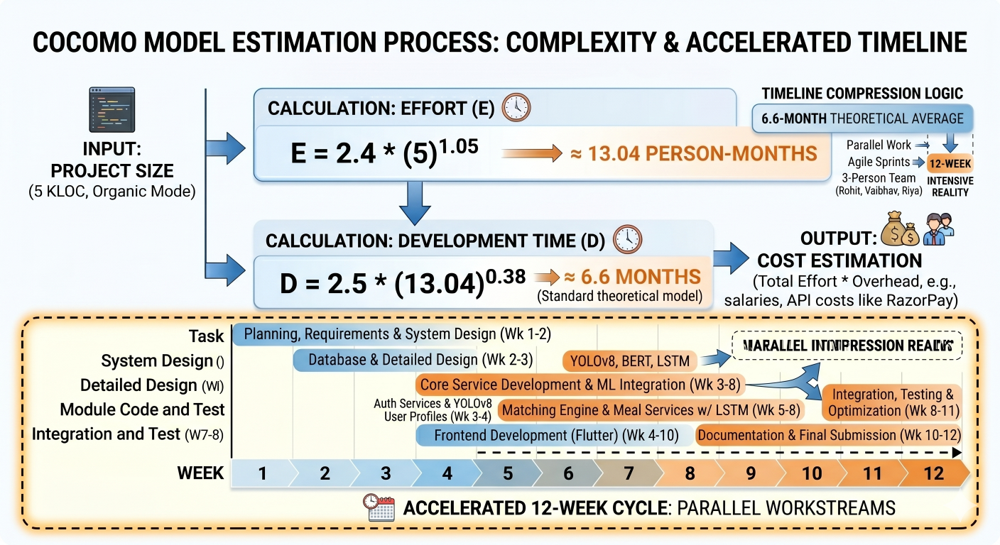 COCOMO MODEL ESTIMATION PROCESS: COMPLEXITY & ACCELERATED TIMELINE
INPUT:
PROJECT SIZE
(5 KLOC, Organic Mode)
CALCULATION: EFFORT (E)
E = 2.4 * (5)^1.05
≈ 13.04 PERSON-MONTHS
TIMELINE COMPRESSION LOGIC
6.6-MONTH THEORETICAL AVERAGE
Parallel Work
Agile Sprints
3-Person Team
(Rohit, Vaibhav, Riya)
12-WEEK
INTENSIVE
REALITY
CALCULATION: DEVELOPMENT TIME (D)
D = 2.5 * (13.04)^0.38
≈ 6.6 MONTHS
(Standard theoretical model)
OUTPUT:
COST ESTIMATION
(Total Effort * Overhead, e.g.,
salaries, API costs like RazorPay)
Task
Planning, Requirements & System Design (Wk 1-2)
System Design ()
Database & Detailed Design (Wk 2-3)
YOLOv8, BERT, LSTM
Detailed Design (WI)
Core Service Development & ML Integration (Wk 3-8)
Module Code and Test
Auth Services & YOLOv8
User Profiles (Wk 3-4)
Matching Engine & Meal Services w/ LSTM (Wk 5-8)
Integration, Testing &
Optimization (Wk 8-11)
Integration and Test (W7-8)
Frontend Development (Flutter) (Wk 4-10)
Documentation & Final Submission (Wk 10-12)
WEEK
1 2 3 4 5 6 7 8 9 10 11 12
ACCELERATED 12-WEEK CYCLE: PARALLEL WORKSTREAMS